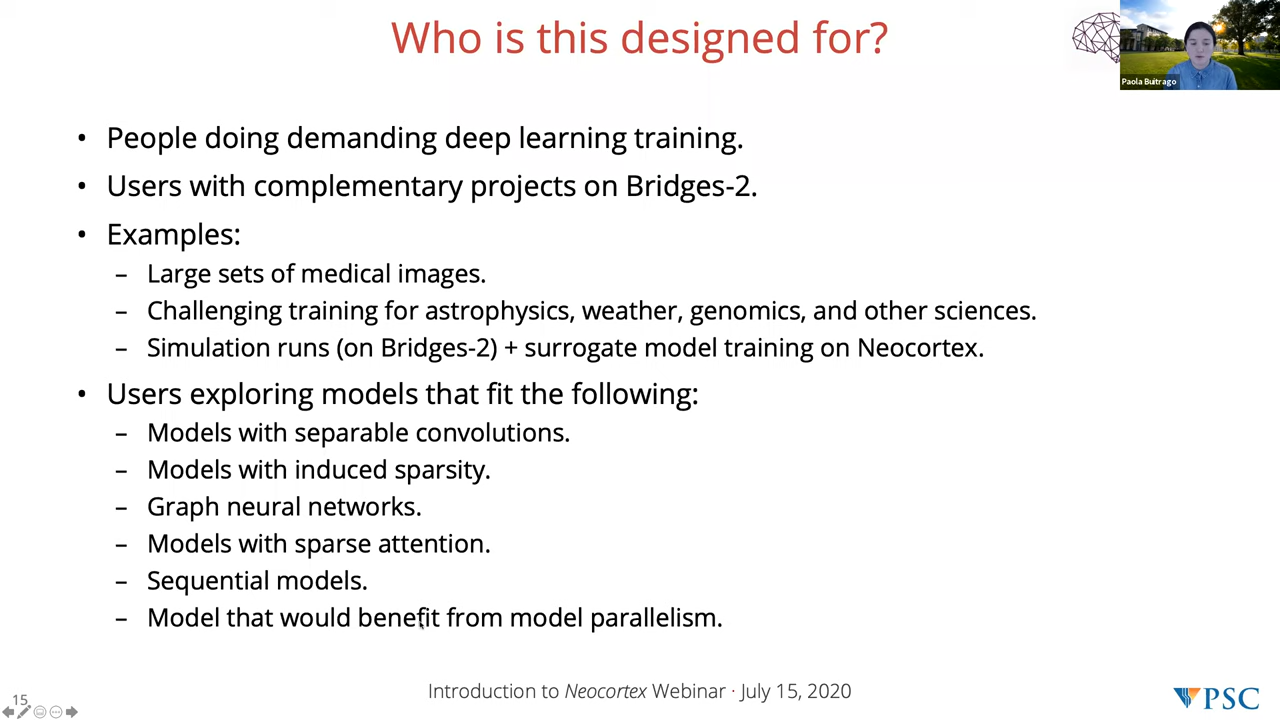 Who is this designed for?
Paola Buitrago
• People doing demanding deep learning training.
• Users with complementary projects on Bridges-2.
• Examples:
– Large sets of medical images.
– Challenging training for astrophysics, weather, genomics, and other sciences.
– Simulation runs (on Bridges-2) + surrogate model training on Neocortex.
• Users exploring models that fit the following:
– Models with separable convolutions.
– Models with induced sparsity.
– Graph neural networks.
– Models with sparse attention.
– Sequential models.
– Model that would benefit from model parallelism.
15
Introduction to Neocortex Webinar · July 15, 2020
PSC